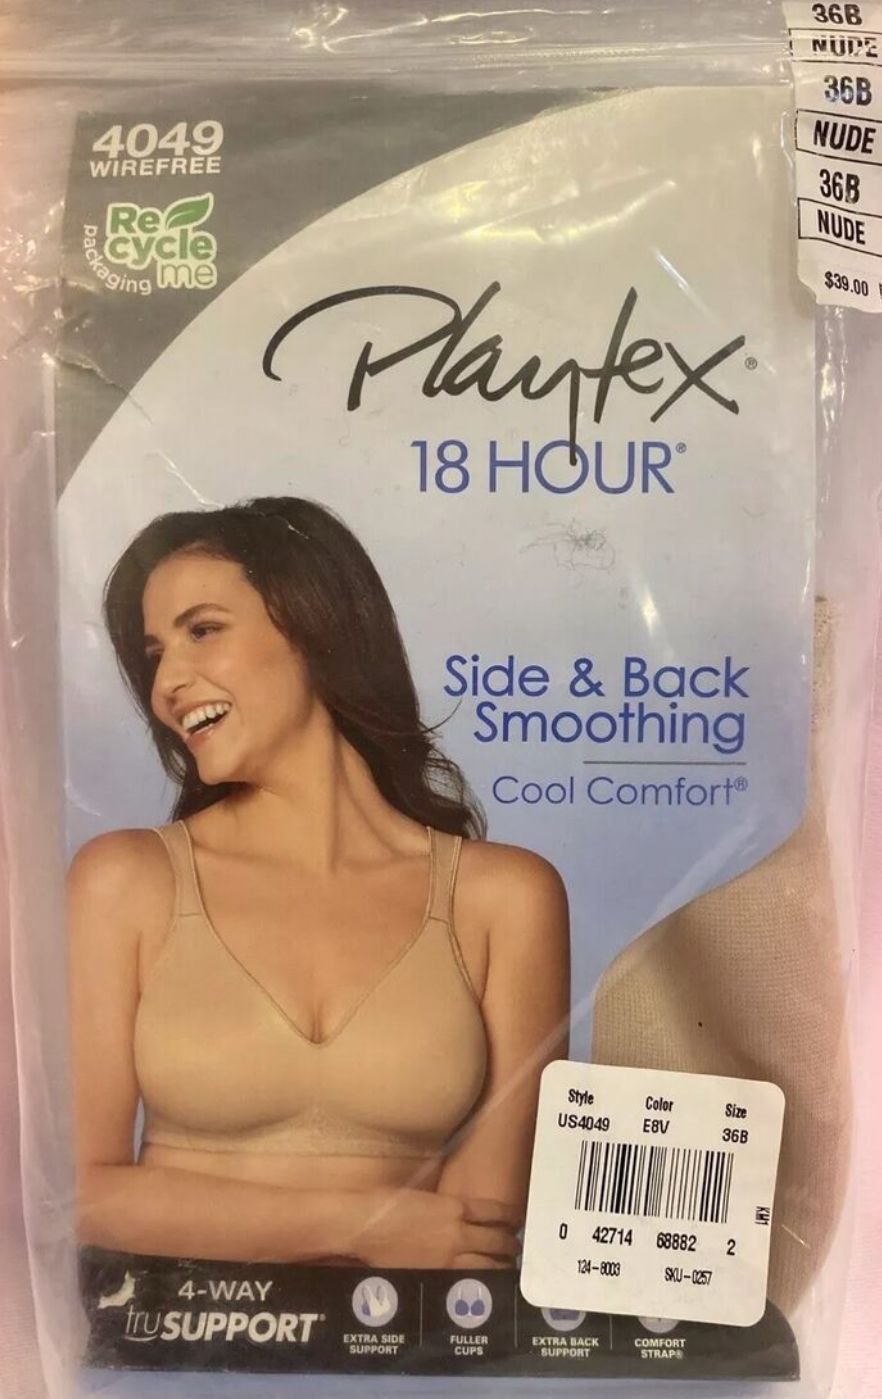 36B
NUDE
36B
NUDE
36B
NUDE
$39.00
4049
WIREFREE
Re
cycle
me
packaging
Playtex®
18 HOUR®
Side & Back
Smoothing
Cool Comfort®
Style Color Size
US4049 E8V 36B
KM1
0 42714 68882 2
124-8003 SKU-0257
4-WAY
truSUPPORT®
EXTRA SIDE
SUPPORT
FULLER
CUPS
EXTRA BACK
SUPPORT
COMFORT
STRAP®